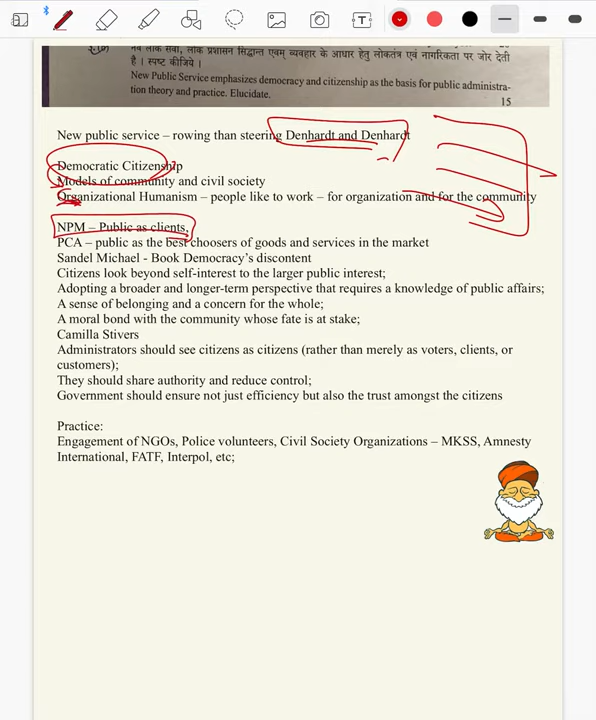 नव लोक सेवा, लोक प्रशासन सिद्धान्त एवम् व्यवहार के आधार हेतु लोकतंत्र एवं नागरिकता पर जोर देती
है । स्पष्ट कीजिये ।
New Public Service emphasizes democracy and citizenship as the basis for public administra-
tion theory and practice. Elucidate.
15
New public service – rowing than steering Denhardt and Denhardt
Democratic Citizenship
Models of community and civil society
Organizational Humanism – people like to work – for organization and for the community
NPM – Public as clients,
PCA – public as the best choosers of goods and services in the market
Sandel Michael - Book Democracy's discontent
Citizens look beyond self-interest to the larger public interest;
Adopting a broader and longer-term perspective that requires a knowledge of public affairs;
A sense of belonging and a concern for the whole;
A moral bond with the community whose fate is at stake;
Camilla Stivers
Administrators should see citizens as citizens (rather than merely as voters, clients, or
customers);
They should share authority and reduce control;
Government should ensure not just efficiency but also the trust amongst the citizens
Practice:
Engagement of NGOs, Police volunteers, Civil Society Organizations – MKSS, Amnesty
International, FATF, Interpol, etc;